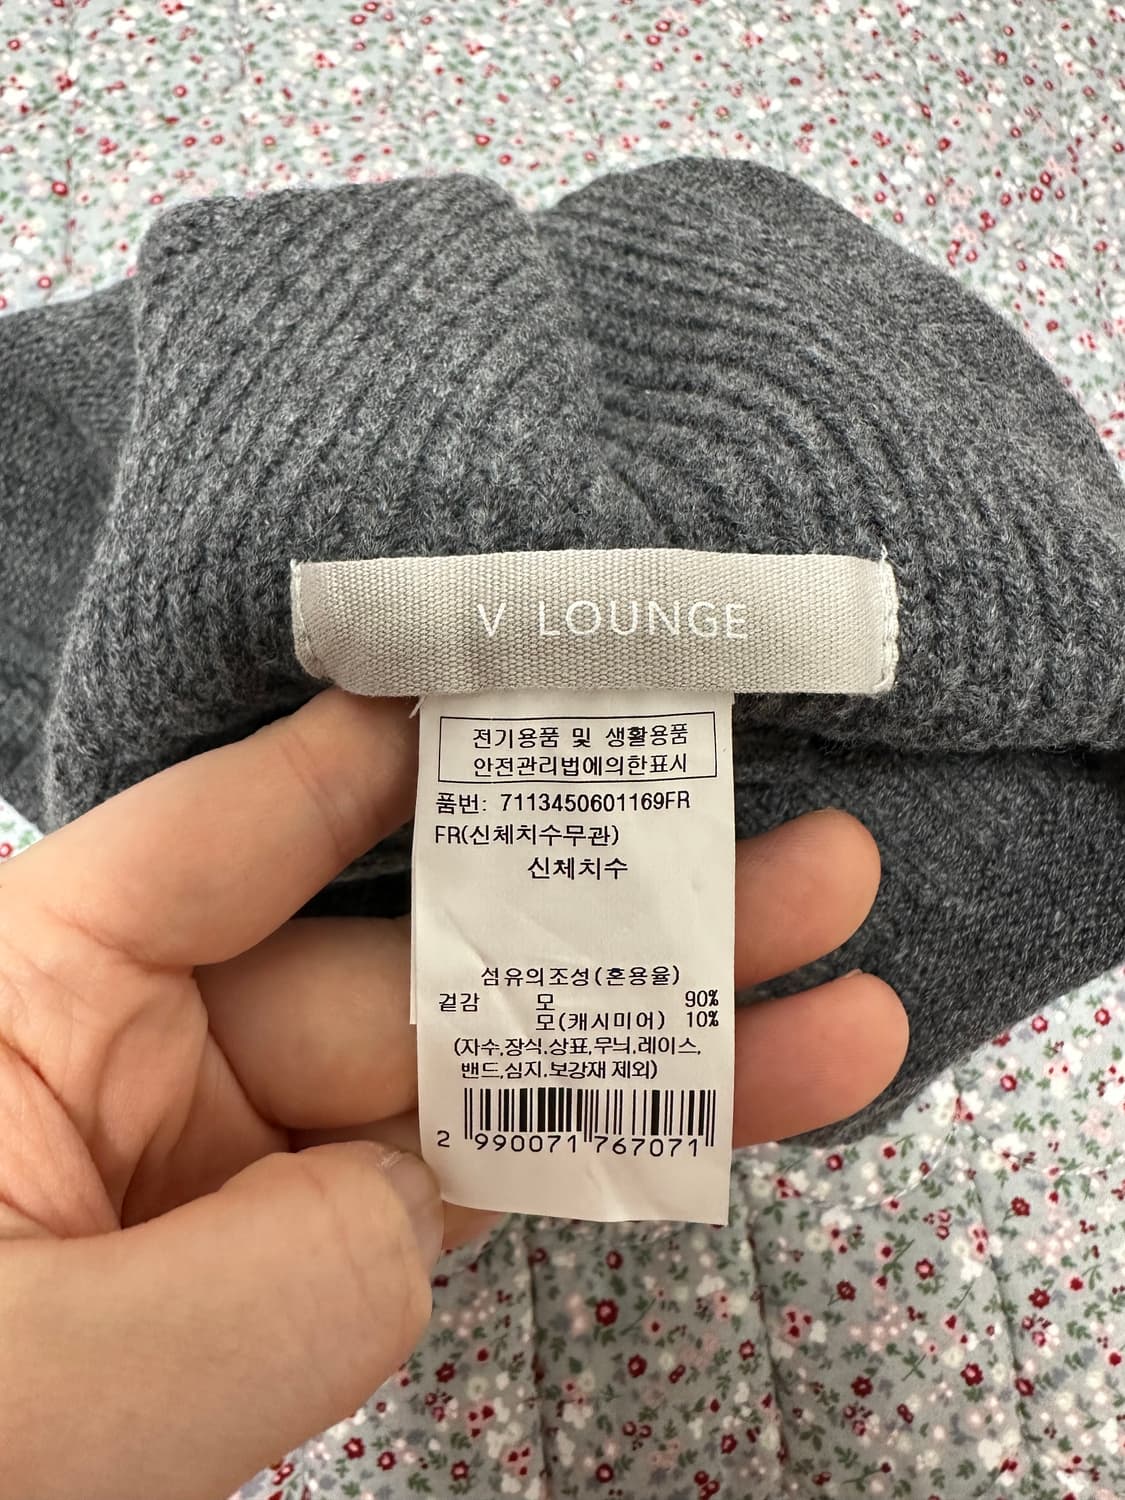 V LOUNGE
전기용품 및 생활용품
안전관리법에의한표시
품번: 7113450601169FR
FR(신체치수무관)
신체치수
섬유의조성(혼용율)
겉감 모 90%
모(캐시미어) 10%
(자수,장식.상표,무늬,레이스,
밴드,심지.보강재 제외)
2 990071 767071